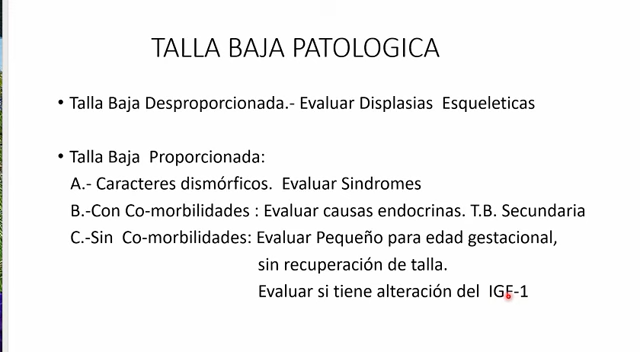 TALLA BAJA PATOLOGICA
• Talla Baja Desproporcionada.- Evaluar Displasias Esqueleticas
• Talla Baja Proporcionada:
A.- Caracteres dismórficos. Evaluar Sindromes
B.-Con Co-morbilidades : Evaluar causas endocrinas. T.B. Secundaria
C.-Sin Co-morbilidades: Evaluar Pequeño para edad gestacional,
sin recuperación de talla.
Evaluar si tiene alteración del IGF-1